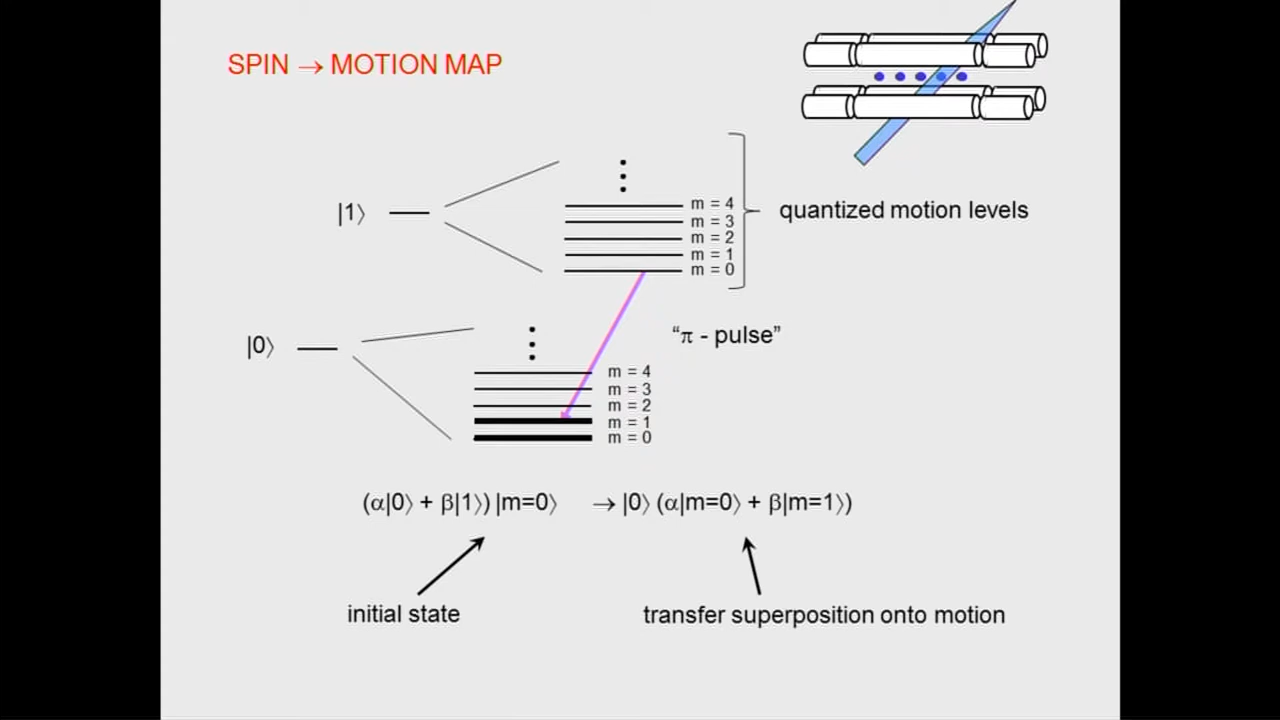 SPIN → MOTION MAP
|1⟩
m = 4
m = 3
m = 2
m = 1
m = 0
quantized motion levels
|0⟩
"π - pulse"
m = 4
m = 3
m = 2
m = 1
m = 0
(α|0⟩ + β|1⟩) |m=0⟩ → |0⟩ (α|m=0⟩ + β|m=1⟩)
initial state
transfer superposition onto motion